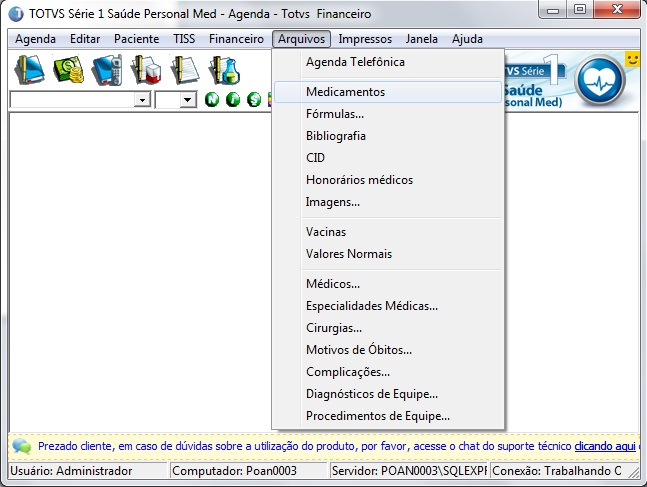 TOTVS Série 1 Saúde Personal Med - Agenda - Totvs Financeiro
Agenda Editar Paciente TISS Financeiro Arquivos Impressos Janela Ajuda
Agenda Telefônica
TVS Série 1
Saúde
sonal Med)
Medicamentos
Fórmulas...
Bibliografia
CID
Honorários médicos
Imagens...
Vacinas
Valores Normais
Médicos...
Especialidades Médicas...
Cirurgias...
Motivos de Óbitos...
Complicações...
Diagnósticos de Equipe...
Procedimentos de Equipe...
Prezado cliente, em caso de dúvidas sobre a utilização do produto, por favor, acesse o chat do suporte técnico clicando aqui
Usuário: Administrador Computador: Poan0003 Servidor: POAN0003\SQLEXPR Conexão: Trabalhando O